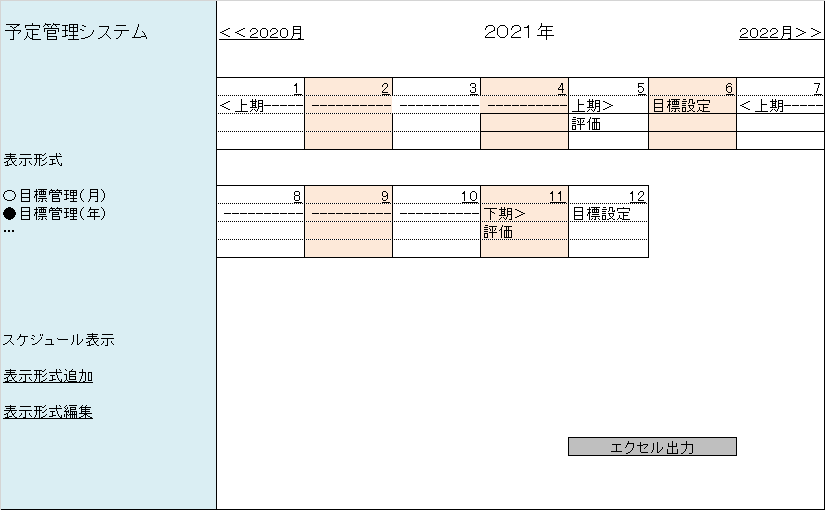 予定管理システム
<<2020月 2021年 2022月>>
1 2 3 4 5 6 7
<上期----- ---------- ---------- ---------- 上期> 目標設定 <上期-----
評価
表示形式
○目標管理(月)
●目標管理(年)
…
8 9 10 11 12
---------- ---------- ---------- 下期> 目標設定
評価
スケジュール表示
表示形式追加
表示形式編集
エクセル出力